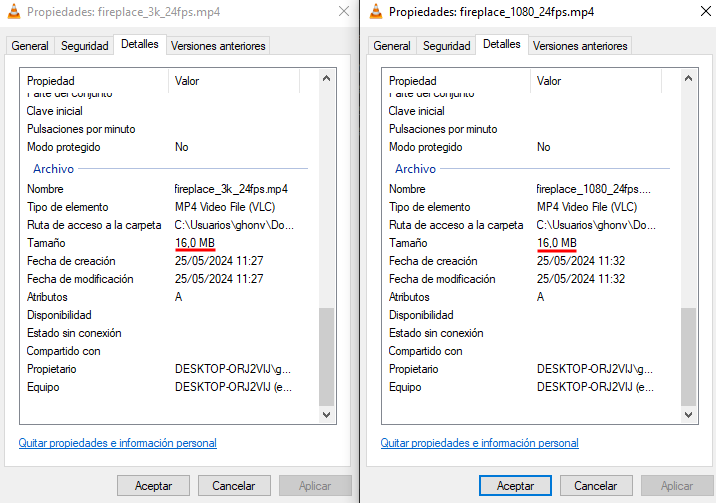 Propiedades: fireplace_3k_24fps.mp4
General Seguridad Detalles Versiones anteriores
Propiedad Valor
Parte del conjunto
Clave inicial
Pulsaciones por minuto
Modo protegido No
Archivo
Nombre fireplace_3k_24fps.mp4
Tipo de elemento MP4 Video File (VLC)
Ruta de acceso a la carpeta C:\Usuarios\ghonv\Do...
Tamaño 16,0 MB
Fecha de creación 25/05/2024 11:27
Fecha de modificación 25/05/2024 11:27
Atributos A
Disponibilidad
Estado sin conexión
Compartido con
Propietario DESKTOP-ORJ2VIJ\g...
Equipo DESKTOP-ORJ2VIJ (e...
Quitar propiedades e información personal
Aceptar Cancelar Aplicar
Propiedades: fireplace_1080_24fps.mp4
General Seguridad Detalles Versiones anteriores
Propiedad Valor
Parte del conjunto
Clave inicial
Pulsaciones por minuto
Modo protegido No
Archivo
Nombre fireplace_1080_24fps....
Tipo de elemento MP4 Video File (VLC)
Ruta de acceso a la carpeta C:\Usuarios\ghonv\Do...
Tamaño 16,0 MB
Fecha de creación 25/05/2024 11:32
Fecha de modificación 25/05/2024 11:32
Atributos A
Disponibilidad
Estado sin conexión
Compartido con
Propietario DESKTOP-ORJ2VIJ\g...
Equipo DESKTOP-ORJ2VIJ (e...
Quitar propiedades e información personal
Aceptar Cancelar Aplicar